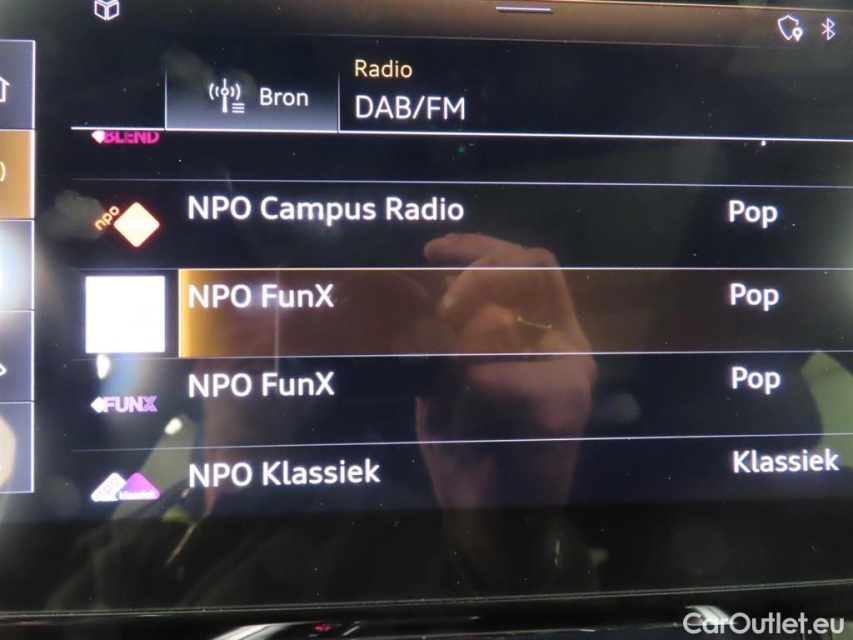 Radio
Bron
DAB/FM
BLEND
NPO Campus Radio
Pop
npo
NPO FunX
Pop
NPO FunX
Pop
FUNX
NPO Klassiek
Klassiek
CarOutlet.eu